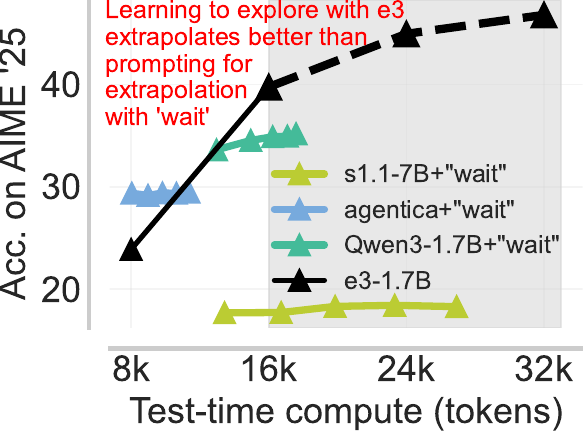 Learning to explore with e3
extrapolates better than
prompting for
extrapolation
with 'wait'
Acc. on AIME '25
40
30
20
s1.1-7B+"wait"
agentica+"wait"
Qwen3-1.7B+"wait"
e3-1.7B
8k
16k
24k
32k
Test-time compute (tokens)